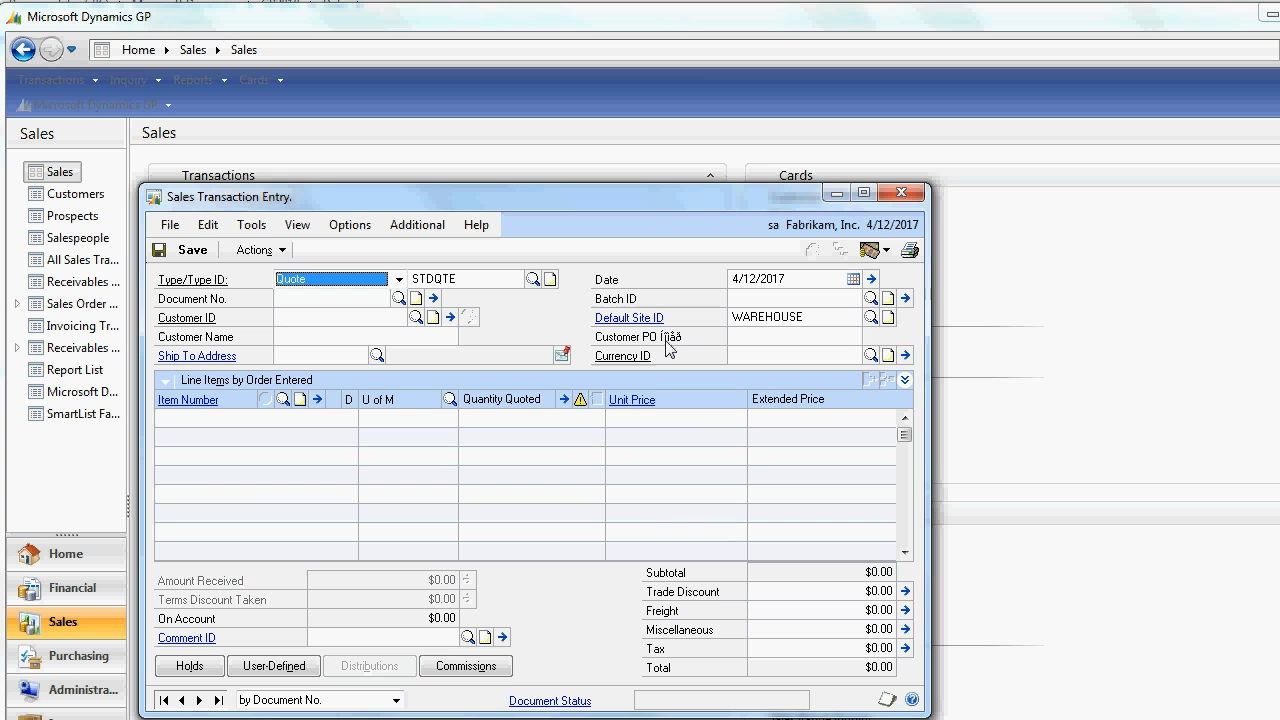 Microsoft Dynamics GP
Home Sales Sales
Transactions Inquiry Reports Cards
Microsoft Dynamics GP
Sales
Sales
Sales
Customers
Prospects
Salespeople
All Sales Tra...
Receivables ...
Sales Order ...
Invoicing Tr...
Receivables ...
Report List
Microsoft D...
SmartList Fa...
Home
Financial
Sales
Purchasing
Administra...
Transactions
Cards
Sales Transaction Entry.
File Edit Tools View Options Additional Help
sa Fabrikam, Inc. 4/12/2017
Save Actions
Type/Type ID: Quote STDQTE
Date 4/12/2017
Document No.
Batch ID
Customer ID
Default Site ID WAREHOUSE
Customer Name
Customer PO
Ship To Address
Currency ID
Line Items by Order Entered
Item Number D U of M Quantity Quoted Unit Price Extended Price
Amount Received $0.00
Terms Discount Taken $0.00
On Account $0.00
Comment ID
Subtotal $0.00
Trade Discount $0.00
Freight $0.00
Miscellaneous $0.00
Tax $0.00
Total $0.00
Holds User-Defined Distributions Commissions
by Document No.
Document Status